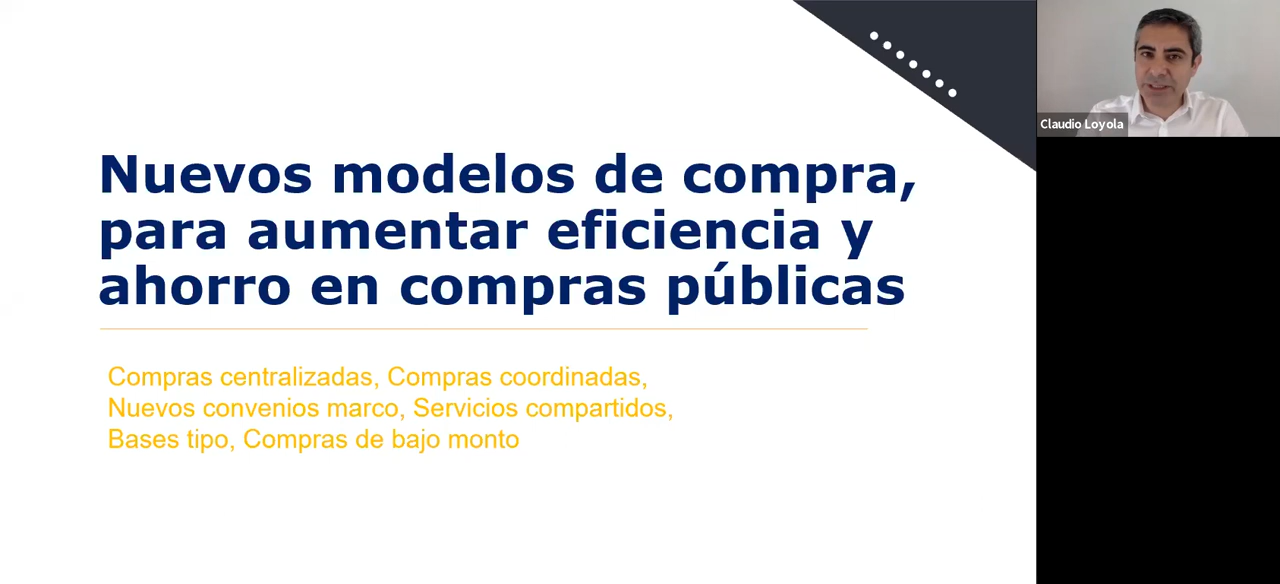 Nuevos modelos de compra,
para aumentar eficiencia y
ahorro en compras públicas
Compras centralizadas, Compras coordinadas,
Nuevos convenios marco, Servicios compartidos,
Bases tipo, Compras de bajo monto
Claudio Loyola